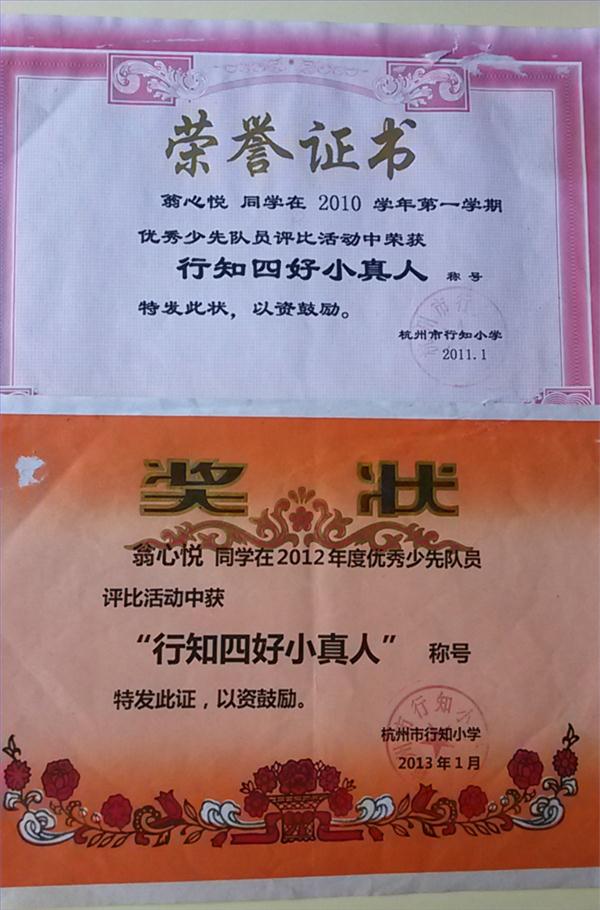 荣誉证书
翁心悦 同学在 2010 学年第一学期
优秀少先队员评比活动中荣获
行知四好小真人 称号
特发此状，以资鼓励。
杭州市行知小学
2011.1
奖 状
翁心悦 同学在2012年度优秀少先队员
评比活动中获
“行知四好小真人” 称号
特发此证，以资鼓励。
杭州市行知小学
2013年1月